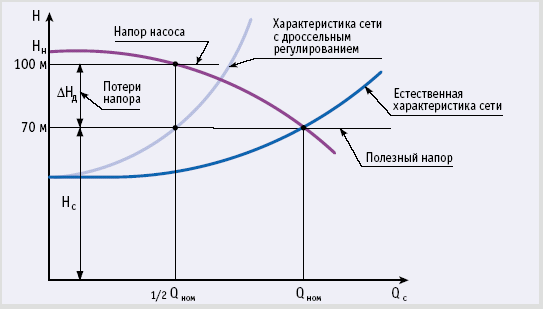 H
Hн
100 м
ΔHд
70 м
Hс
Напор насоса
Потери
напора
Характеристика сети
с дроссельным
регулированием
Естественная
характеристика сети
Полезный напор
1/2 Qном
Qном
Qс